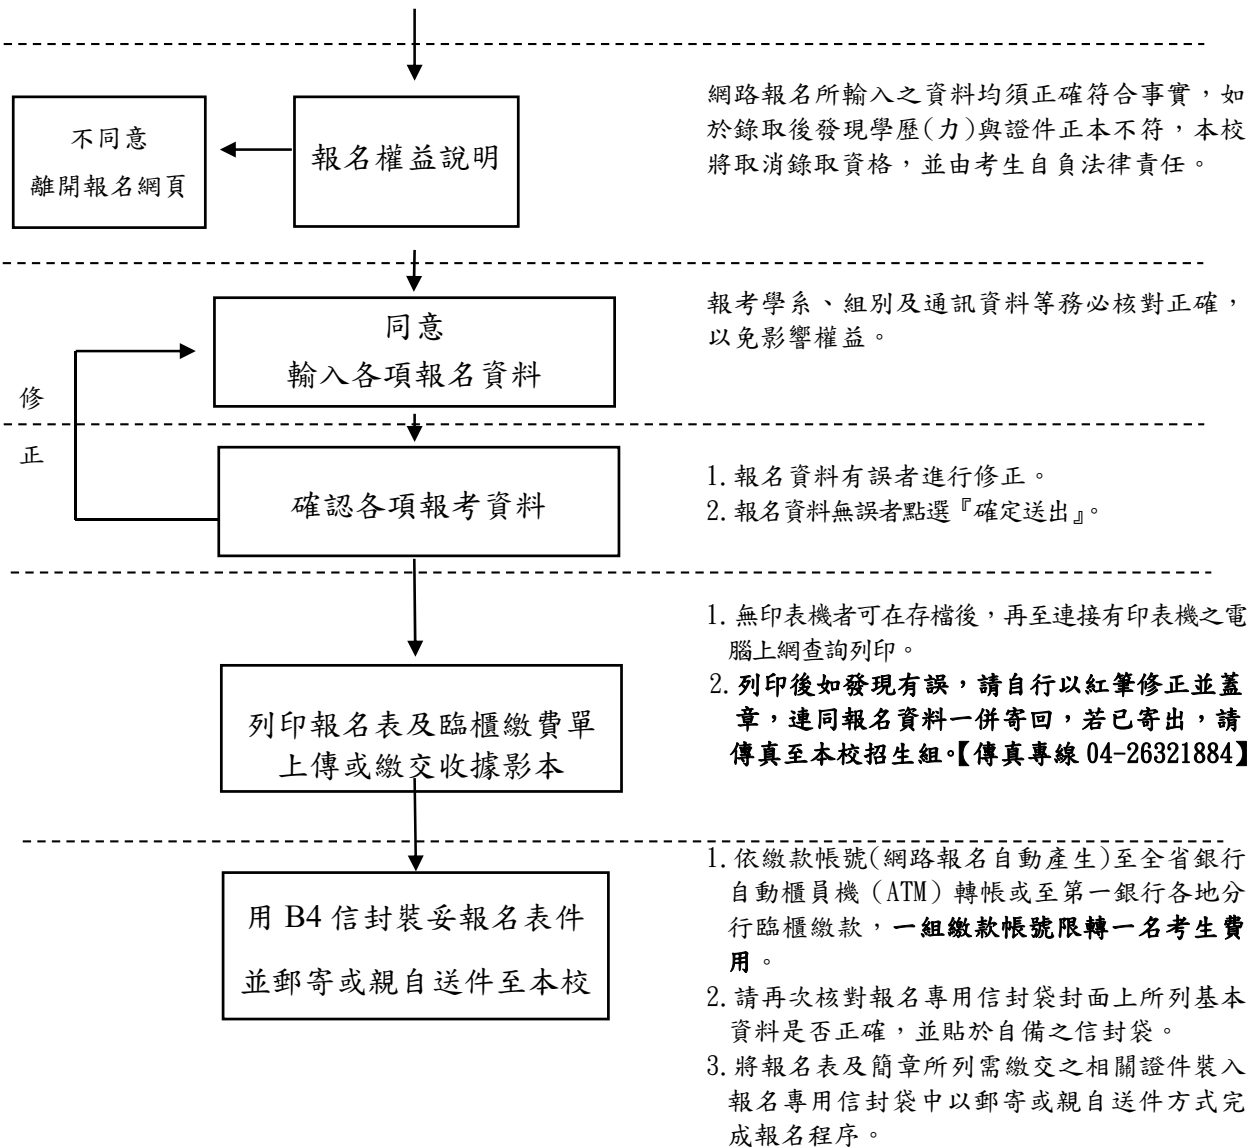 不同意
離開報名網頁
報名權益說明
網路報名所輸入之資料均須正確符合事實，如
於錄取後發現學歷(力)與證件正本不符，本校
將取消錄取資格，並由考生自負法律責任。
同意
輸入各項報名資料
報考學系、組別及通訊資料等務必核對正確，
以免影響權益。
修
正
確認各項報考資料
1.報名資料有誤者進行修正。
2.報名資料無誤者點選『確定送出』。
列印報名表及臨櫃繳費單
上傳或繳交收據影本
1.無印表機者可在存檔後，再至連接有印表機之電
腦上網查詢列印。
2.列印後如發現有誤，請自行以紅筆修正並蓋
章，連同報名資料一併寄回，若已寄出，請
傳真至本校招生組。【傳真專線 04-26321884】
用 B4 信封裝妥報名表件
並郵寄或親自送件至本校
1.依繳款帳號(網路報名自動產生)至全省銀行
自動櫃員機（ATM）轉帳或至第一銀行各地分
行臨櫃繳款，一組繳款帳號限轉一名考生費
用。
2.請再次核對報名專用信封袋封面上所列基本
資料是否正確，並貼於自備之信封袋。
3.將報名表及簡章所列需繳交之相關證件裝入
報名專用信封袋中以郵寄或親自送件方式完
成報名程序。